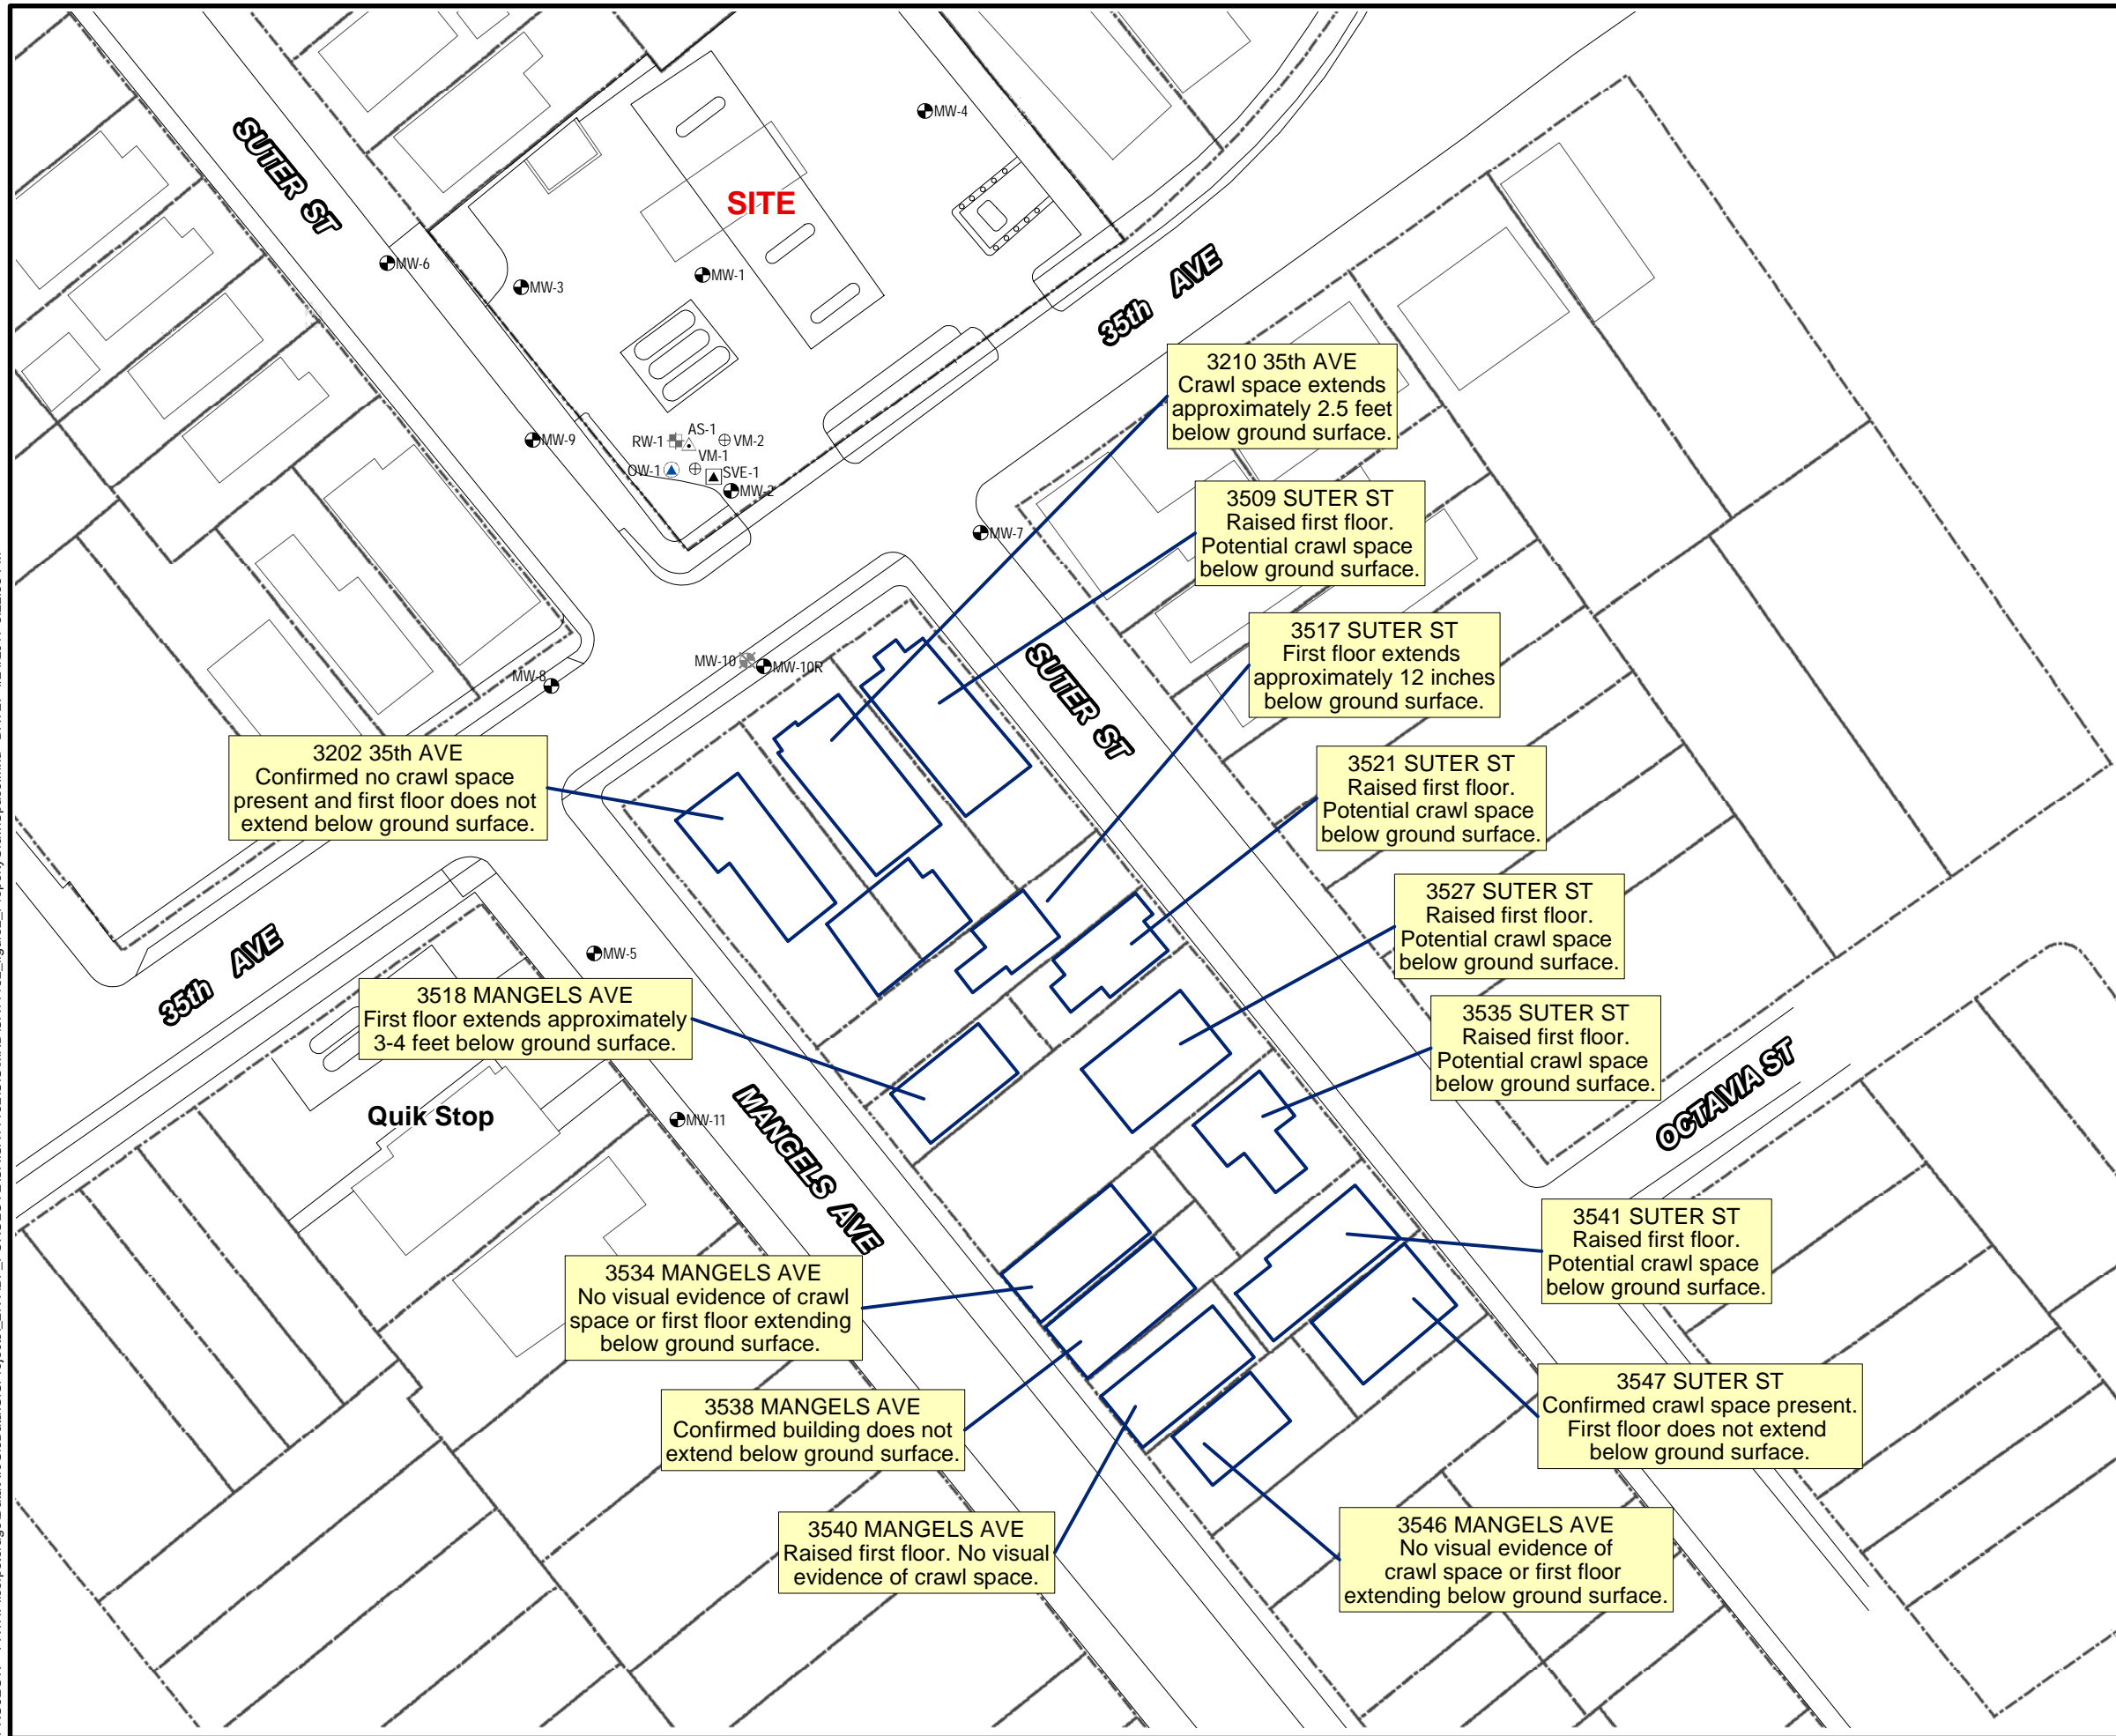 SUTER ST
MW-4
SITE
MW-6
MW-3
MW-1
35th AVE
3210 35th AVE
Crawl space extends
approximately 2.5 feet
below ground surface.
MW-9
RW-1
AS-1
VM-2
VM-1
OW-1
SVE-1
MW-2
3509 SUTER ST
Raised first floor.
Potential crawl space
below ground surface.
MW-7
3517 SUTER ST
First floor extends
approximately 12 inches
below ground surface.
MW-10
MW-10R
MW-8
SUTER ST
3202 35th AVE
Confirmed no crawl space
present and first floor does not
extend below ground surface.
3521 SUTER ST
Raised first floor.
Potential crawl space
below ground surface.
3527 SUTER ST
Raised first floor.
Potential crawl space
below ground surface.
35th AVE
MW-5
3518 MANGELS AVE
First floor extends approximately
3-4 feet below ground surface.
3535 SUTER ST
Raised first floor.
Potential crawl space
below ground surface.
OCTAVIA ST
Quik Stop
MW-11
MANGELS AVE
3541 SUTER ST
Raised first floor.
Potential crawl space
below ground surface.
3534 MANGELS AVE
No visual evidence of crawl
space or first floor extending
below ground surface.
3547 SUTER ST
Confirmed crawl space present.
First floor does not extend
below ground surface.
3538 MANGELS AVE
Confirmed building does not
extend below ground surface.
3540 MANGELS AVE
Raised first floor. No visual
evidence of crawl space.
3546 MANGELS AVE
No visual evidence of
crawl space or first floor
extending below ground surface.